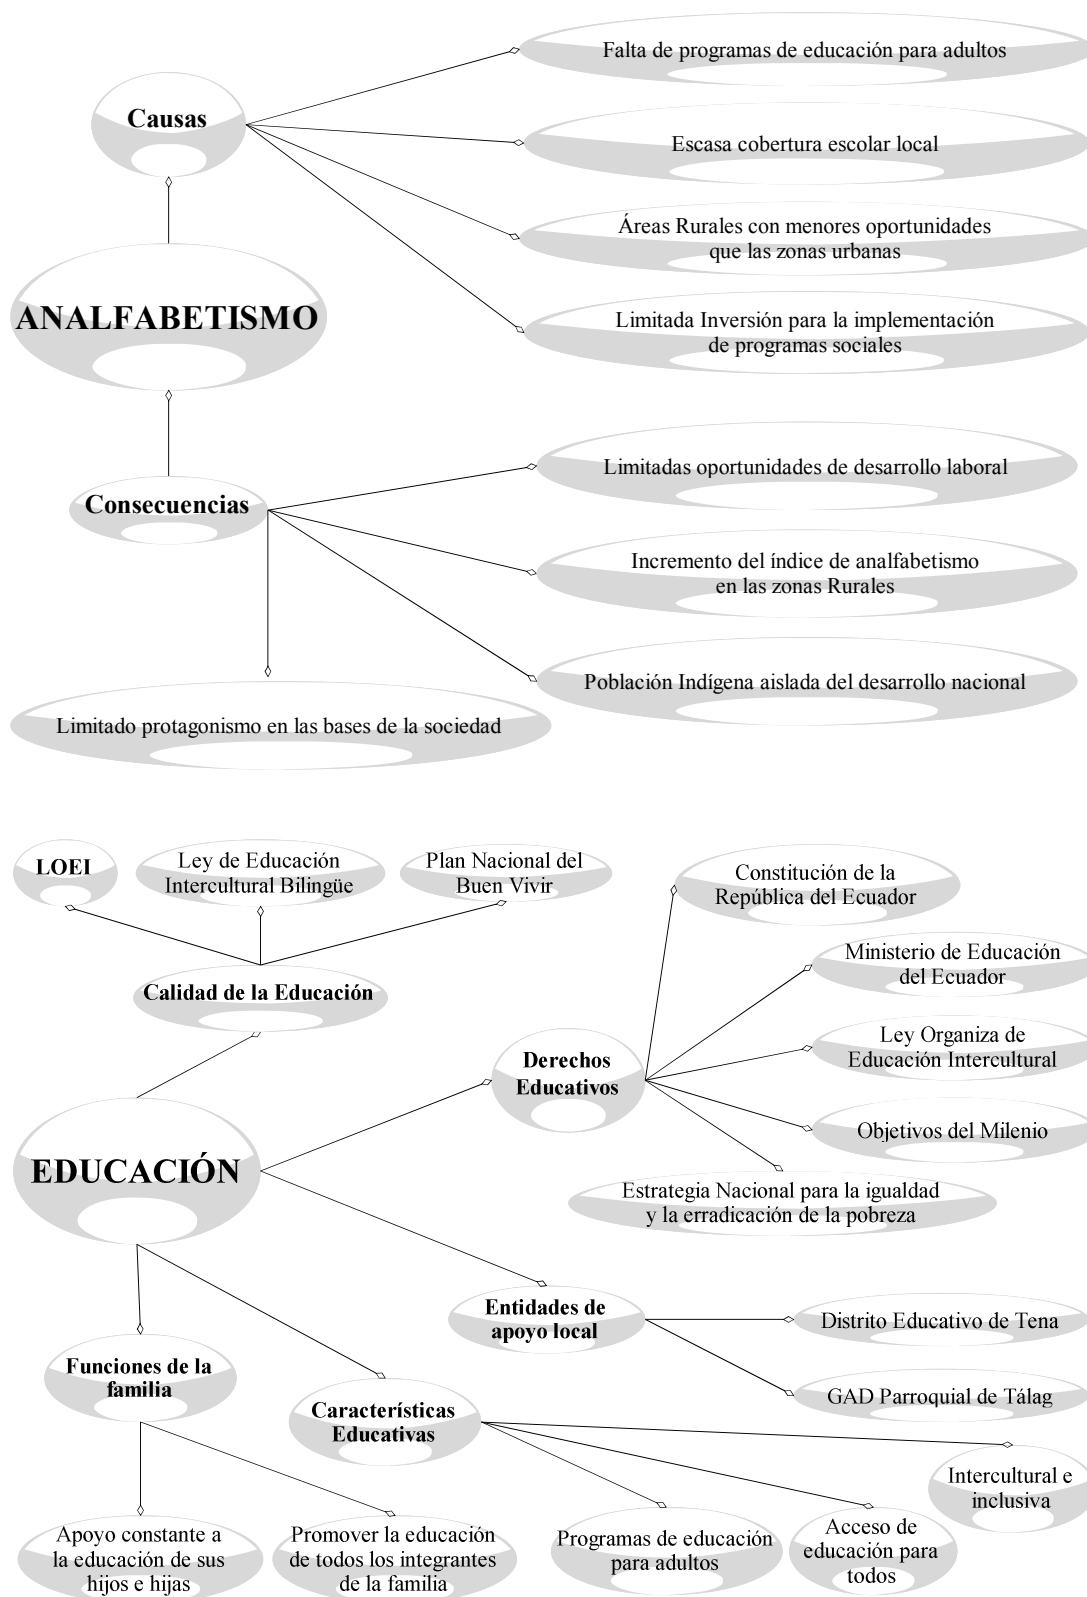 Falta de programas de educación para adultos
Causas
Escasa cobertura escolar local
Áreas Rurales con menores oportunidades
que las zonas urbanas
ANALFABETISMO
Limitada Inversión para la implementación
de programas sociales
Limitadas oportunidades de desarrollo laboral
Consecuencias
Incremento del índice de analfabetismo
en las zonas Rurales
Población Indígena aislada del desarrollo nacional
Limitado protagonismo en las bases de la sociedad
LOEI
Ley de Educación
Intercultural Bilingüe
Plan Nacional del
Buen Vivir
Constitución de la
República del Ecuador
Calidad de la Educación
Ministerio de Educación
del Ecuador
Derechos
Educativos
Ley Organiza de
Educación Intercultural
Objetivos del Milenio
EDUCACIÓN
Estrategia Nacional para la igualdad
y la erradicación de la pobreza
Entidades de
apoyo local
Distrito Educativo de Tena
GAD Parroquial de Tálag
Funciones de la
familia
Características
Educativas
Intercultural e
inclusiva
Apoyo constante a
la educación de sus
hijos e hijas
Promover la educación
de todos los integrantes
de la familia
Programas de educación
para adultos
Acceso de
educación para
todos